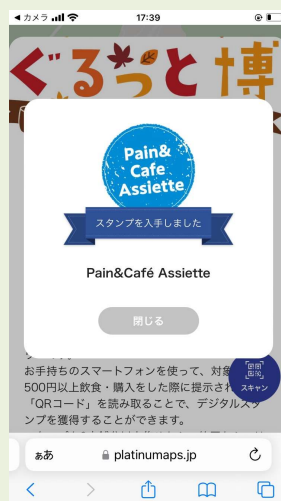 カメラ 17:39
ぐるっと博
Pain&
Cafe
Assiette
スタンプを入手しました
Pain&Café Assiette
閉じる
お手持ちのスマートフォンを使って、対象
500円以上飲食・購入をした際に提示され
「QRコード」を読み取ることで、デジタルスタ
ンプを獲得することができます。
スキャン
ぁあ platinumaps.jp